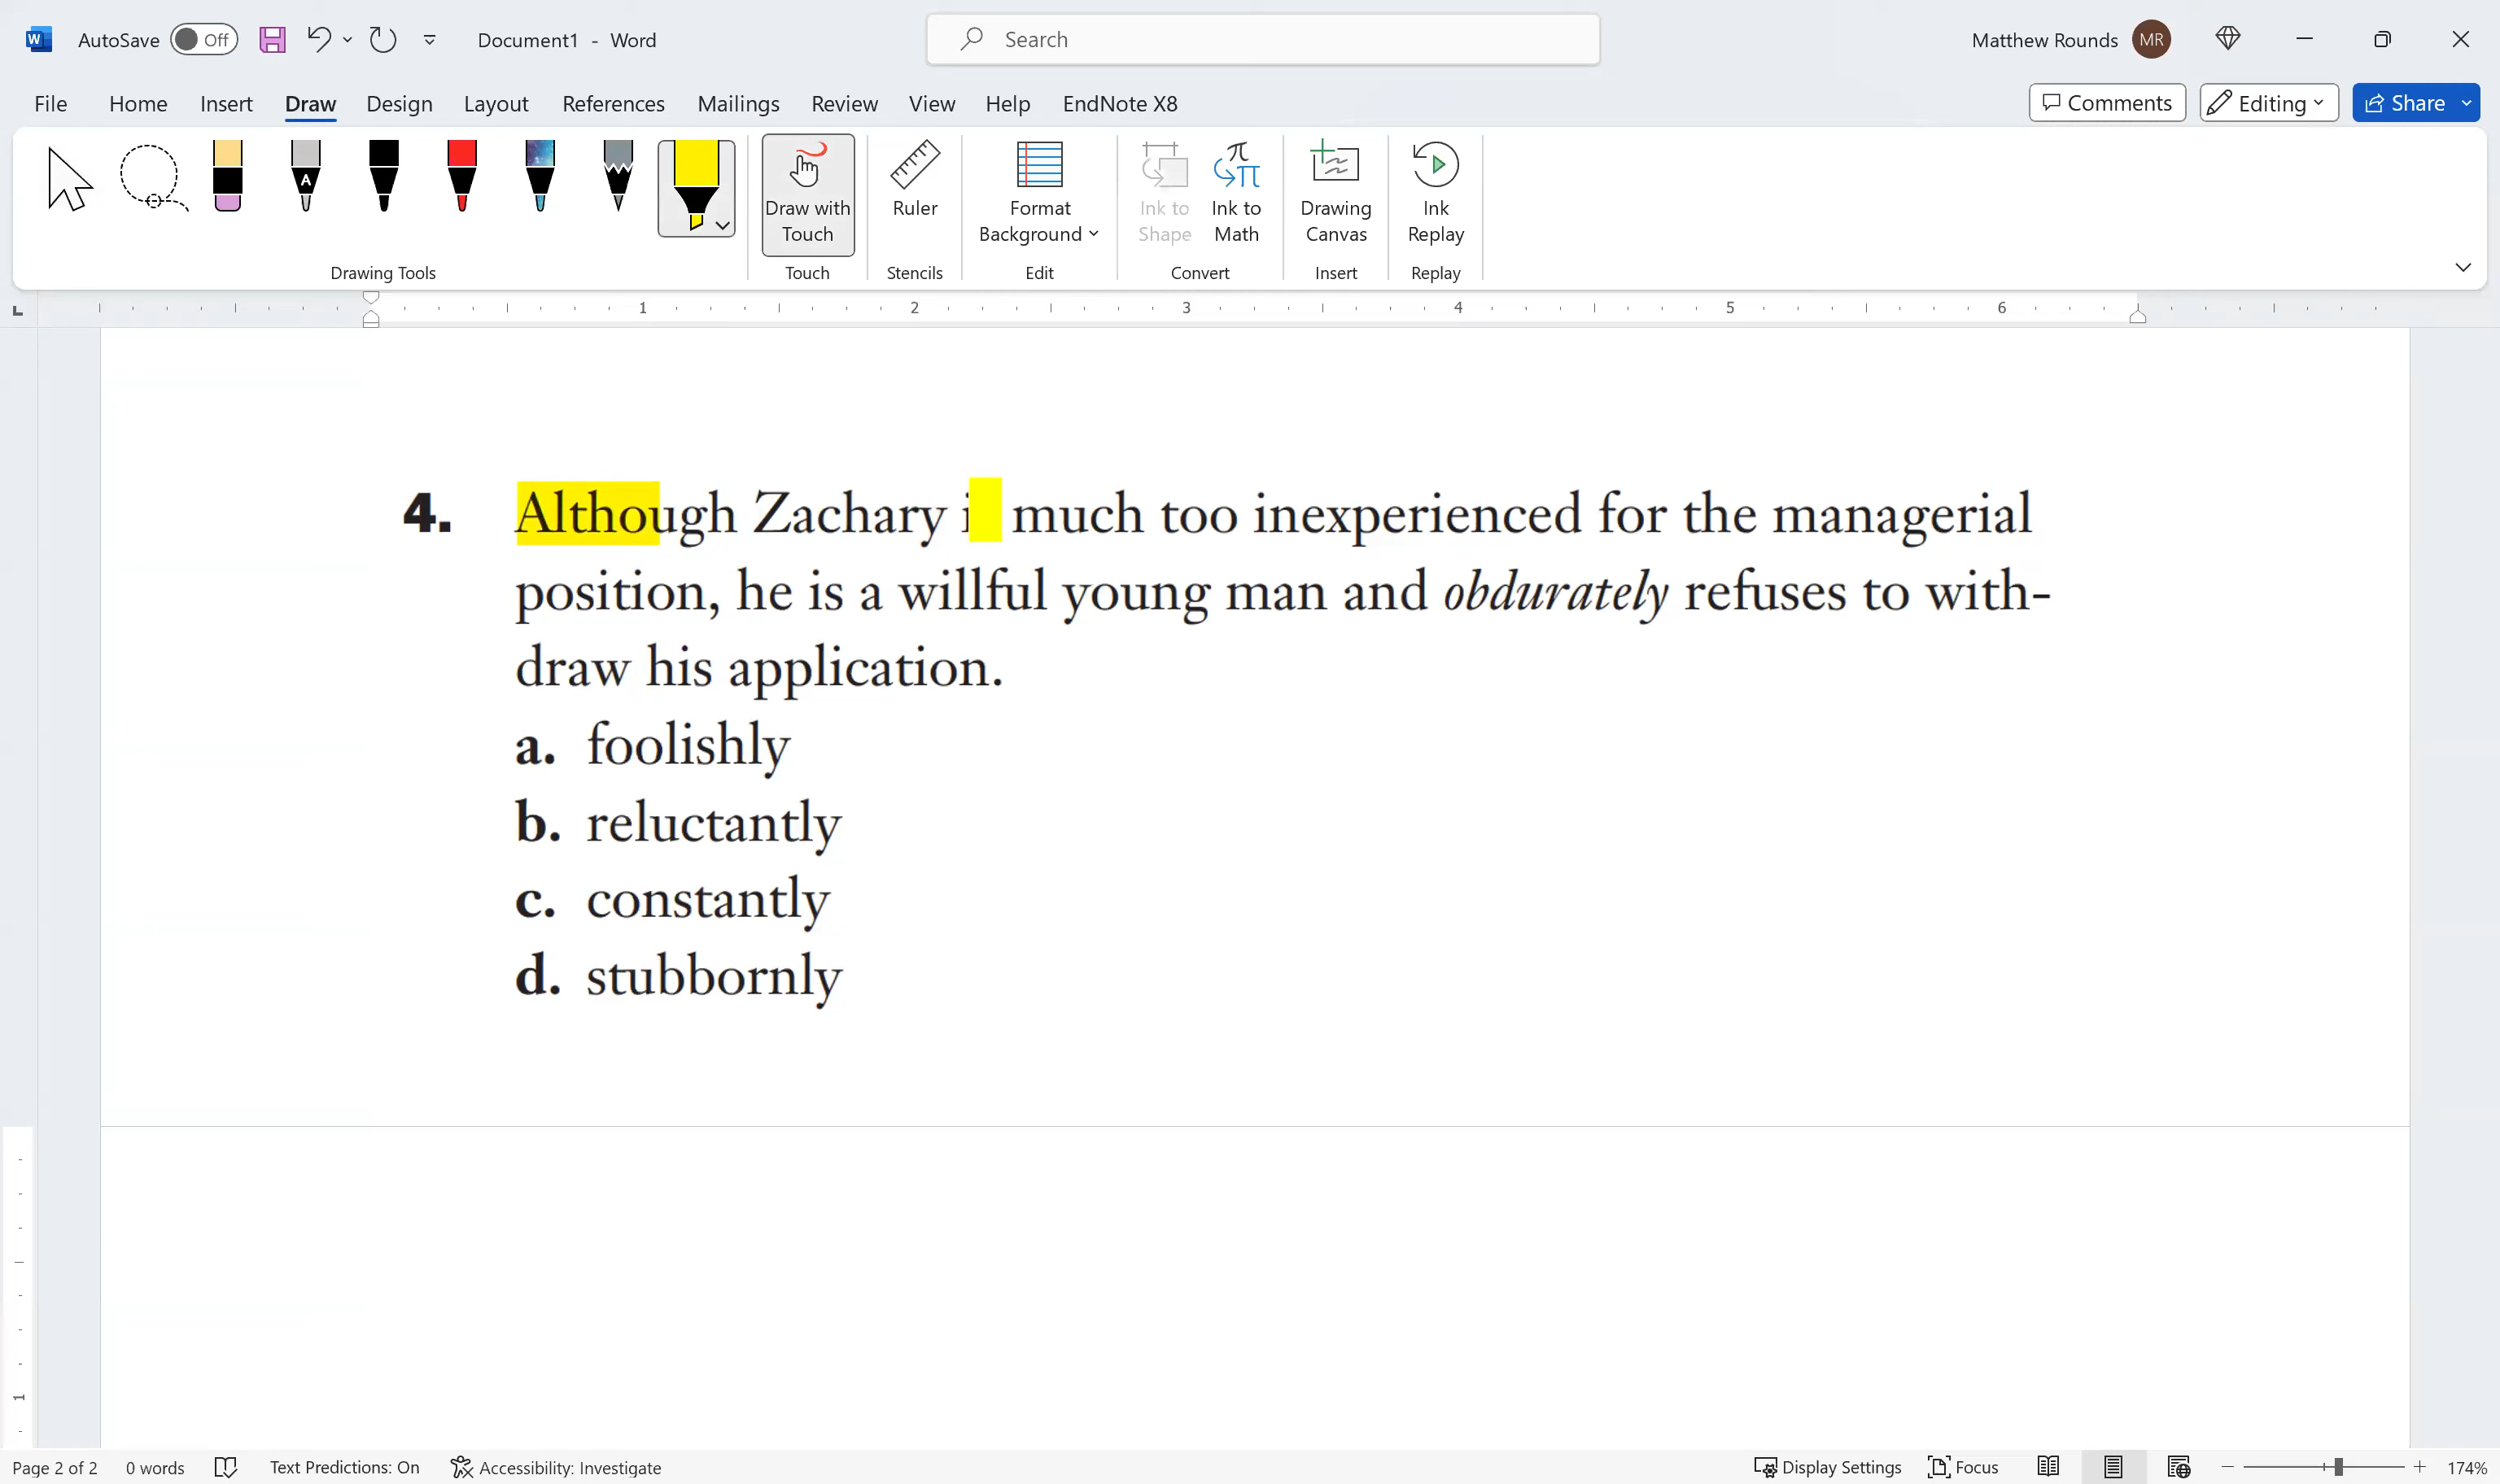 W AutoSave Off Document1 - Word Search Matthew Rounds MR
File Home Insert Draw Design Layout References Mailings Review View Help EndNote X8 Comments Editing Share
A
Draw with Touch
Ruler
Format Background
Ink to Shape
Ink to Math
Drawing Canvas
Ink Replay
Drawing Tools Touch Stencils Edit Convert Insert Replay
L 1 2 3 4 5 6
4. Although Zachary i much too inexperienced for the managerial
position, he is a willful young man and obdurately refuses to with-
draw his application.
a. foolishly
b. reluctantly
c. constantly
d. stubbornly
1
Page 2 of 2 0 words Text Predictions: On Accessibility: Investigate Display Settings Focus 174%